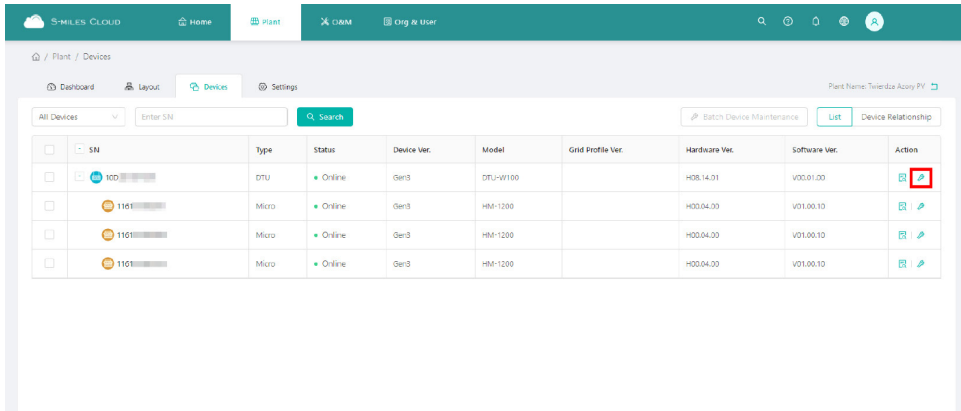 S-MILES CLOUD Home Plant O&M Org & User
/ Plant / Devices
Dashboard Layout Devices Settings Plant Name: Twierdza Azory PV
All Devices Enter SN Search Batch Device Maintenance List Device Relationship
SN Type Status Device Ver. Model Grid Profile Ver. Hardware Ver. Software Ver. Action
10D DTU Online Gen3 DTU-W100 H08.14.01 V00.01.00
1161 Micro Online Gen3 HM-1200 H00.04.00 V01.00.10
1161 Micro Online Gen3 HM-1200 H00.04.00 V01.00.10
1161 Micro Online Gen3 HM-1200 H00.04.00 V01.00.10